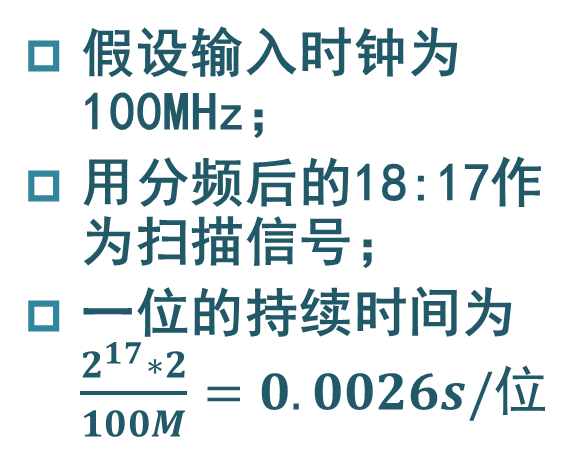 □ 假设输入时钟为
100MHz；
□ 用分频后的18:17作
为扫描信号；
□ 一位的持续时间为
\frac{2^{17}*2}{100M} = 0.0026s/位